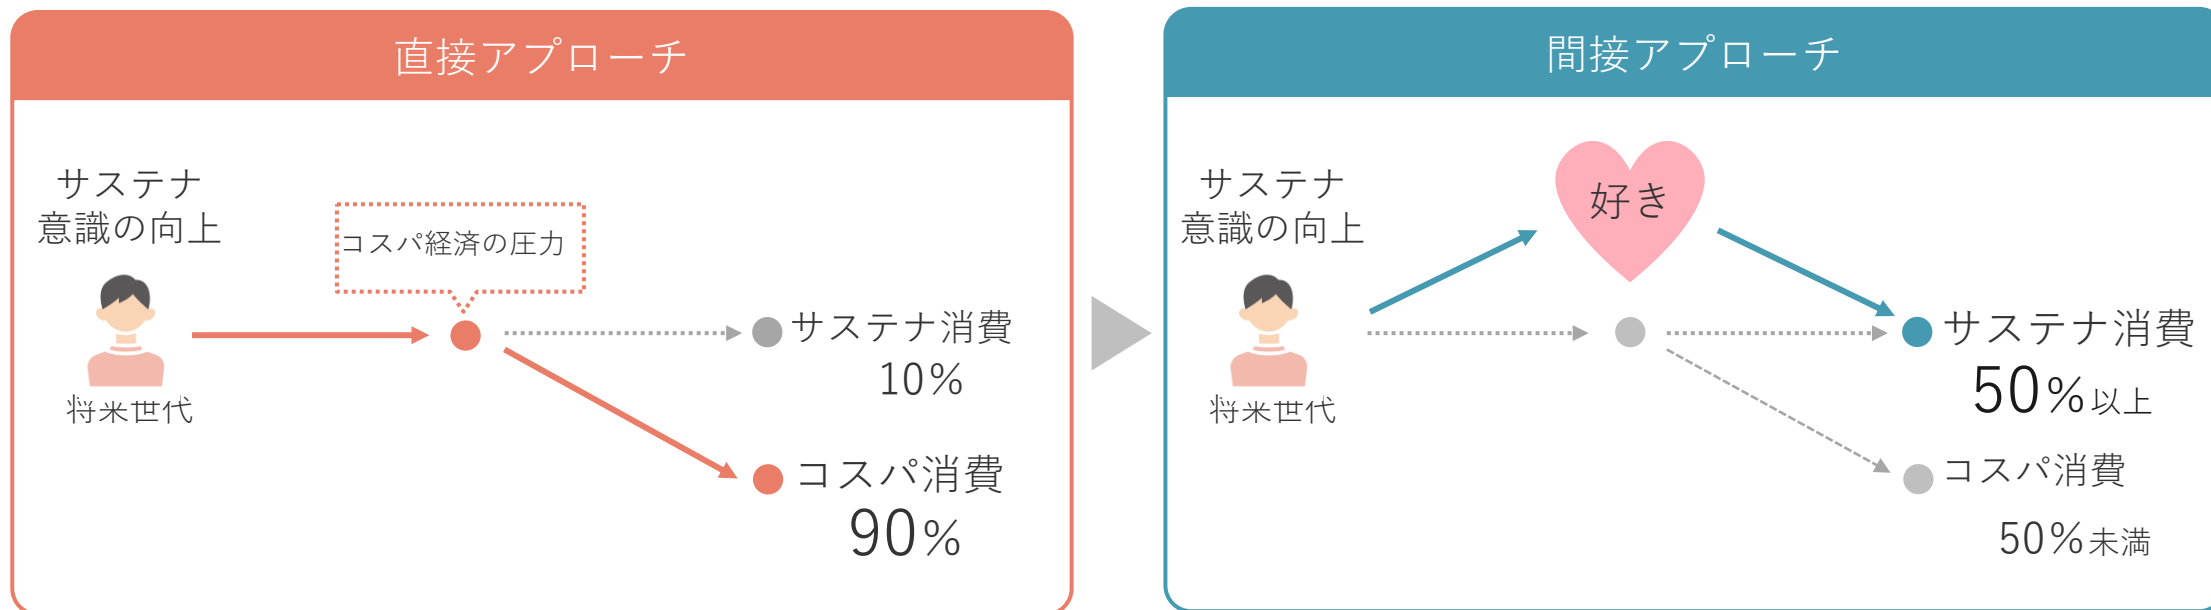 直接アプローチ
サステナ
意識の向上
将来世代
コスパ経済の圧力
サステナ消費
10%
コスパ消費
90%
間接アプローチ
サステナ
意識の向上
将来世代
好き
サステナ消費
50%以上
コスパ消費
50%未満